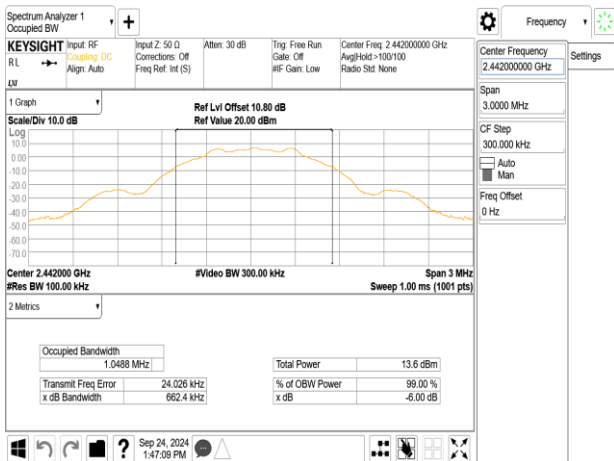 Spectrum Analyzer 1
Occupied BW
Frequency
KEYSIGHT
RL
LXI
Input: RF
Coupling: DC
Align: Auto
Input Z: 50 Ω
Corrections: Off
Freq Ref: Int (S)
Atten: 30 dB
Trig: Free Run
Gate: Off
#IF Gain: Low
Center Freq: 2.442000000 GHz
Avg|Hold:>100/100
Radio Std: None
Center Frequency
2.442000000 GHz
Settings
Span
3.0000 MHz
CF Step
300.000 kHz
Auto
Man
Freq Offset
0 Hz
1 Graph
Scale/Div 10.0 dB
Ref Lvl Offset 10.80 dB
Ref Value 20.00 dBm
Log
10.0
0.00
-10.0
-20.0
-30.0
-40.0
-50.0
-60.0
-70.0
Center 2.442000 GHz
#Video BW 300.00 kHz
Span 3 MHz
#Res BW 100.00 kHz
Sweep 1.00 ms (1001 pts)
2 Metrics
Occupied Bandwidth
1.0488 MHz
Total Power 13.6 dBm
Transmit Freq Error 24.026 kHz
% of OBW Power 99.00 %
x dB Bandwidth 662.4 kHz
x dB -6.00 dB
?
Sep 24, 2024
1:47:09 PM